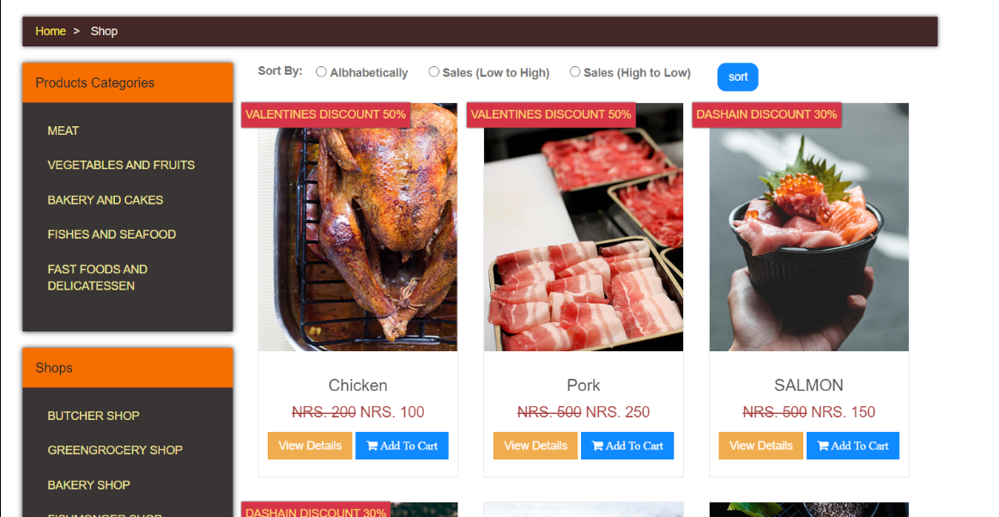 Home > Shop
Products Categories
MEAT
VEGETABLES AND FRUITS
BAKERY AND CAKES
FISHES AND SEAFOOD
FAST FOODS AND
DELICATESSEN
Shops
BUTCHER SHOP
GREENGROCERY SHOP
BAKERY SHOP
FISHMONGER SHOP
Sort By: Albhabetically Sales (Low to High) Sales (High to Low) sort
VALENTINES DISCOUNT 50%
Chicken
NRS. 200 NRS. 100
View Details Add To Cart
VALENTINES DISCOUNT 50%
Pork
NRS. 500 NRS. 250
View Details Add To Cart
DASHAIN DISCOUNT 30%
SALMON
NRS. 500 NRS. 150
View Details Add To Cart
DASHAIN DISCOUNT 30%